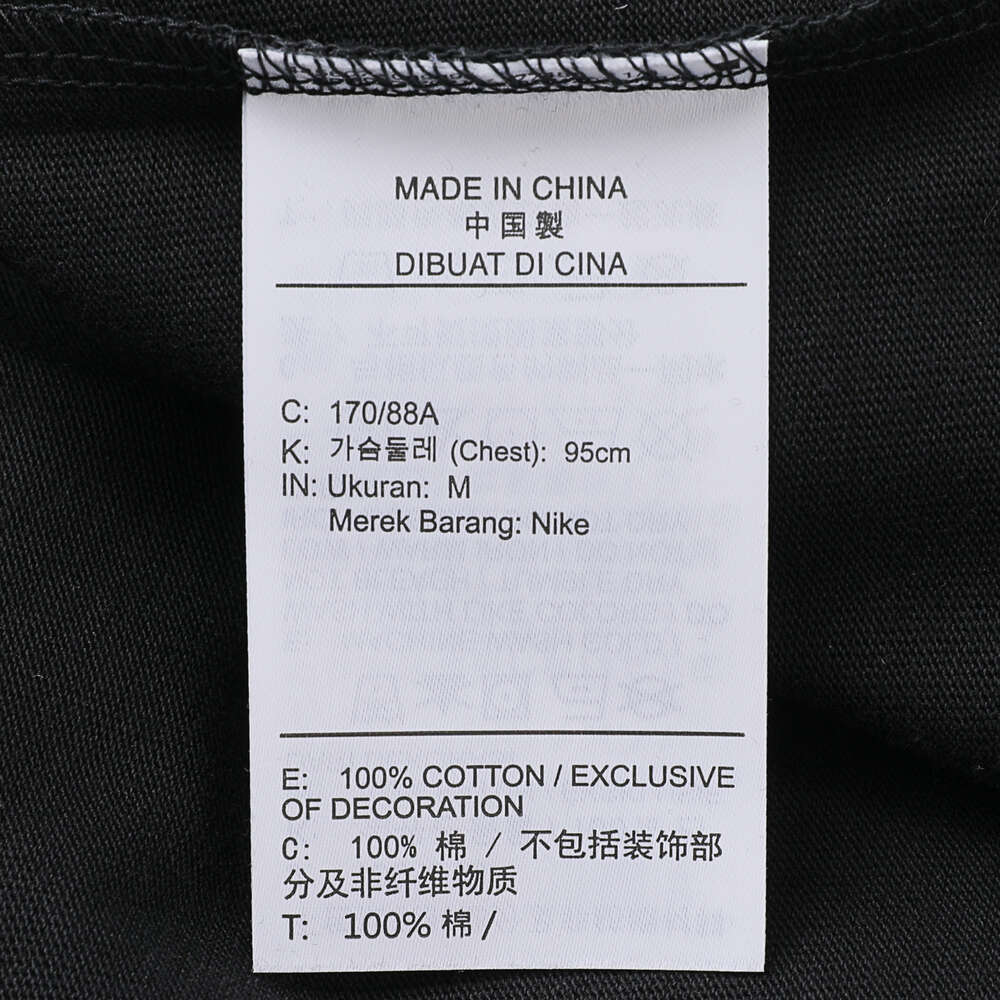 MADE IN CHINA
中国製
DIBUAT DI CINA
C: 170/88A
K: 가슴둘레 (Chest): 95cm
IN: Ukuran: M
Merek Barang: Nike
E: 100% COTTON / EXCLUSIVE
OF DECORATION
C: 100% 棉 / 不包括装饰部
分及非纤维物质
T: 100% 棉 /